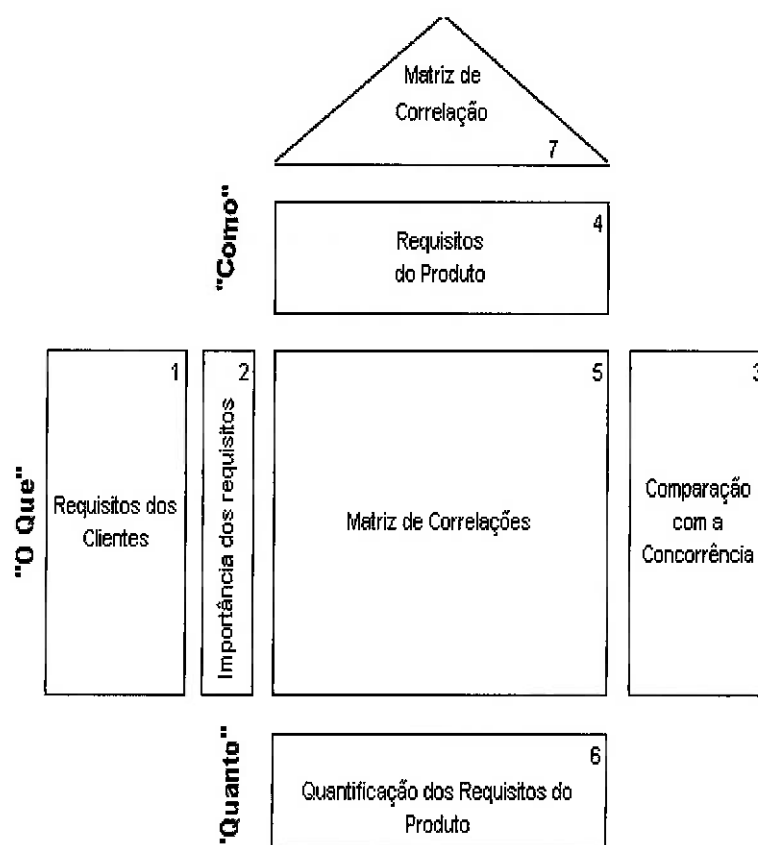 Matriz de
Correlação
7
"Como"
4
Requisitos
do Produto
"O Que"
1
Requisitos dos
Clientes
2
Importância dos requisitos
5
Matriz de Correlações
3
Comparação
com a
Concorrência
"Quanto"
6
Quantificação dos Requisitos do
Produto